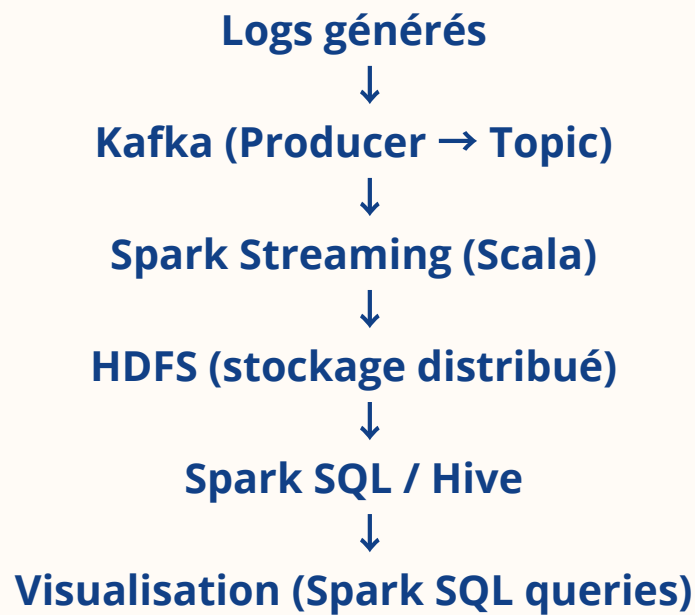 Logs générés
↓
Kafka (Producer → Topic)
↓
Spark Streaming (Scala)
↓
HDFS (stockage distribué)
↓
Spark SQL / Hive
↓
Visualisation (Spark SQL queries)